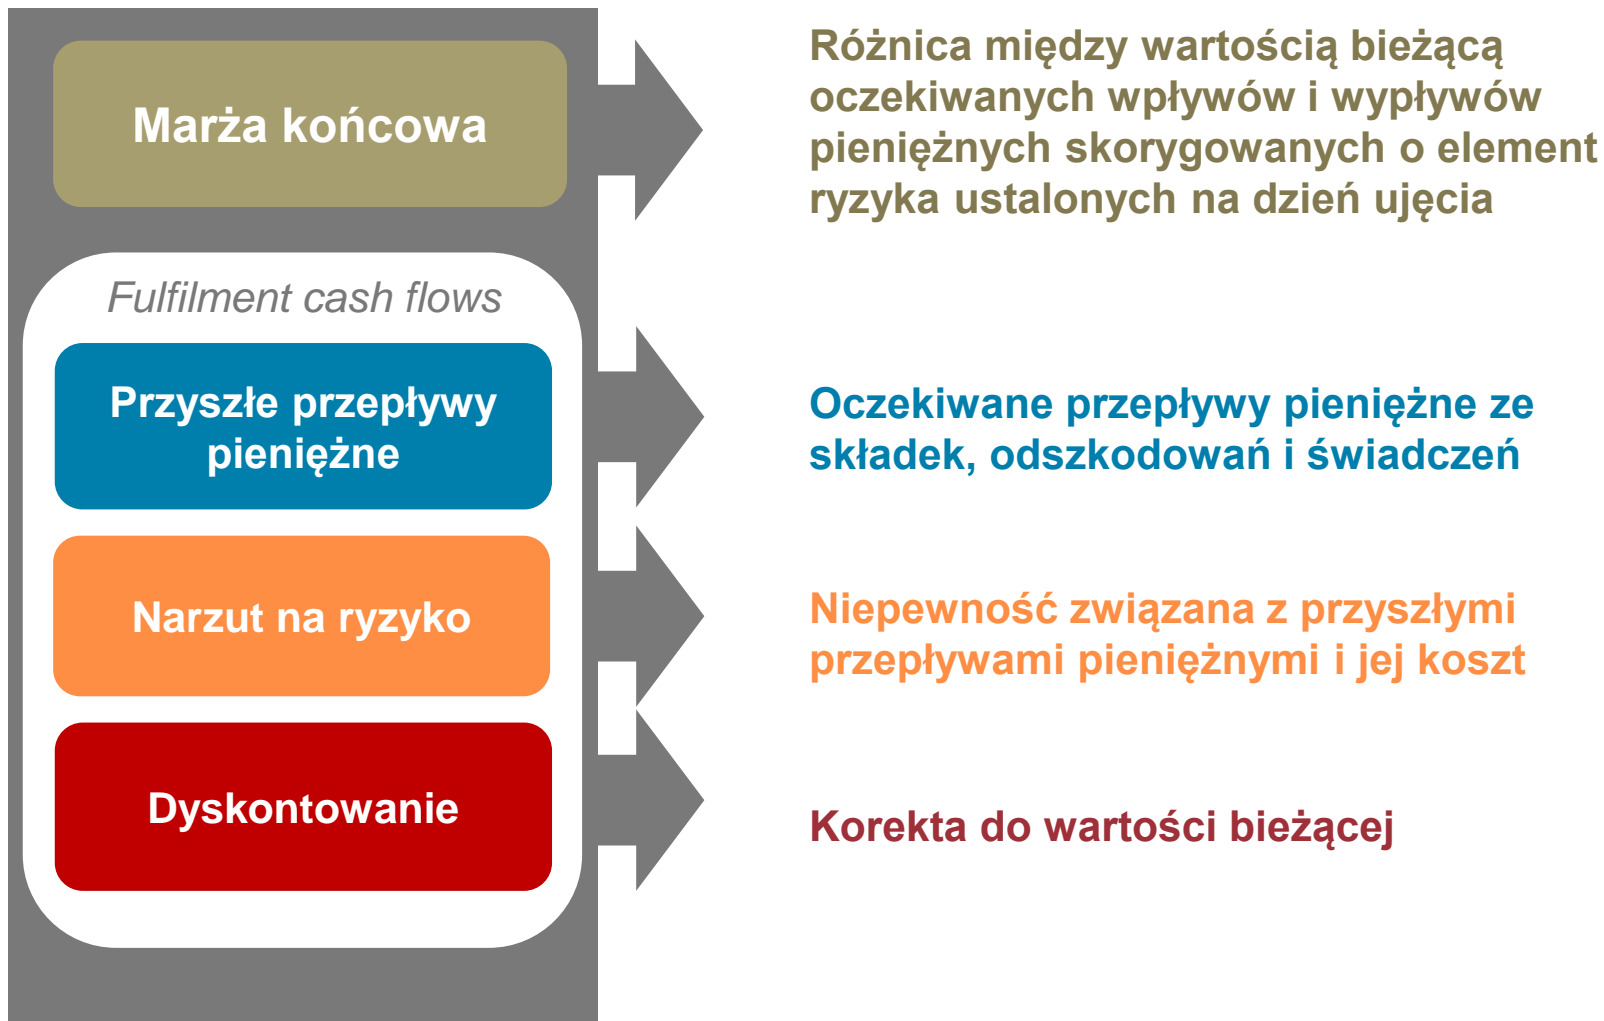 Marża końcowa
Różnica między wartością bieżącą
oczekiwanych wpływów i wypływów
pieniężnych skorygowanych o element
ryzyka ustalonych na dzień ujęcia
Fulfilment cash flows
Przyszłe przepływy
pieniężne
Oczekiwane przepływy pieniężne ze
składek, odszkodowań i świadczeń
Narzut na ryzyko
Niepewność związana z przyszłymi
przepływami pieniężnymi i jej koszt
Dyskontowanie
Korekta do wartości bieżącej